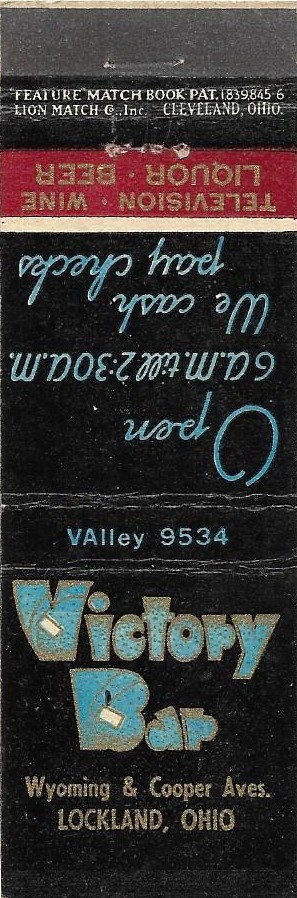 "FEATURE" MATCH BOOK PAT. 1839845-6
LION MATCH Co., Inc. CLEVELAND, OHIO.
TELEVISION · WINE
LIQUOR · BEER
Open
6 a.m. till 2:30 a.m.
We cash
pay checks
VAlley 9534
Victory
Bar
Wyoming & Cooper Aves.
LOCKLAND, OHIO